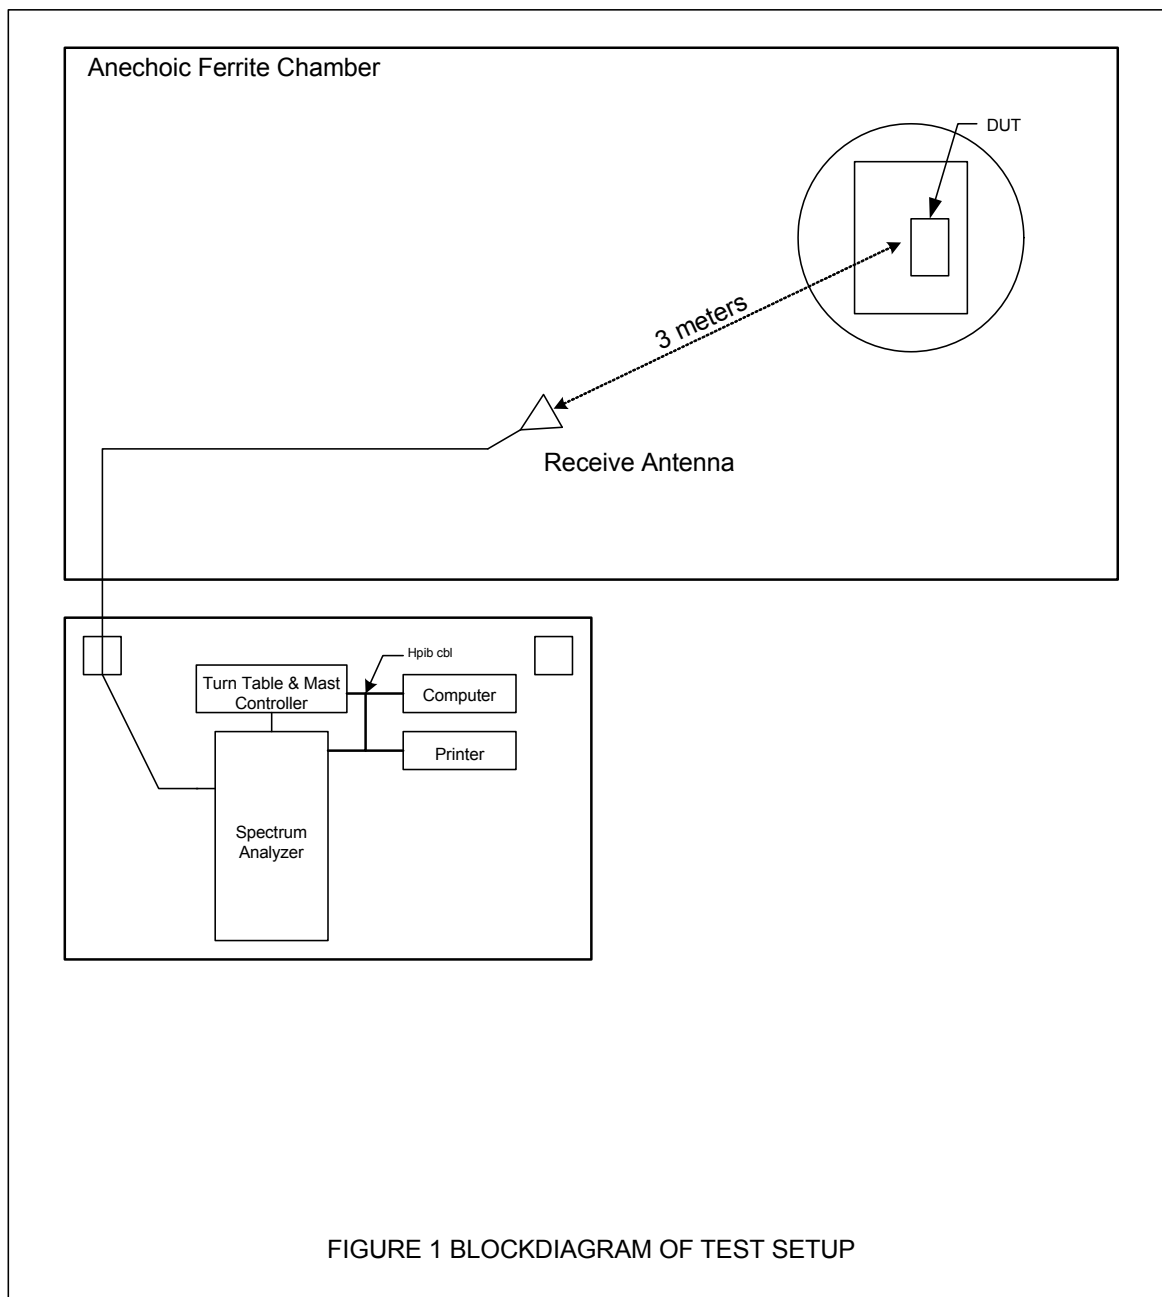 Anechoic Ferrite Chamber
DUT
3 meters
Receive Antenna
Hpib cbl
Turn Table & Mast
Controller
Computer
Printer
Spectrum
Analyzer
FIGURE 1 BLOCKDIAGRAM OF TEST SETUP